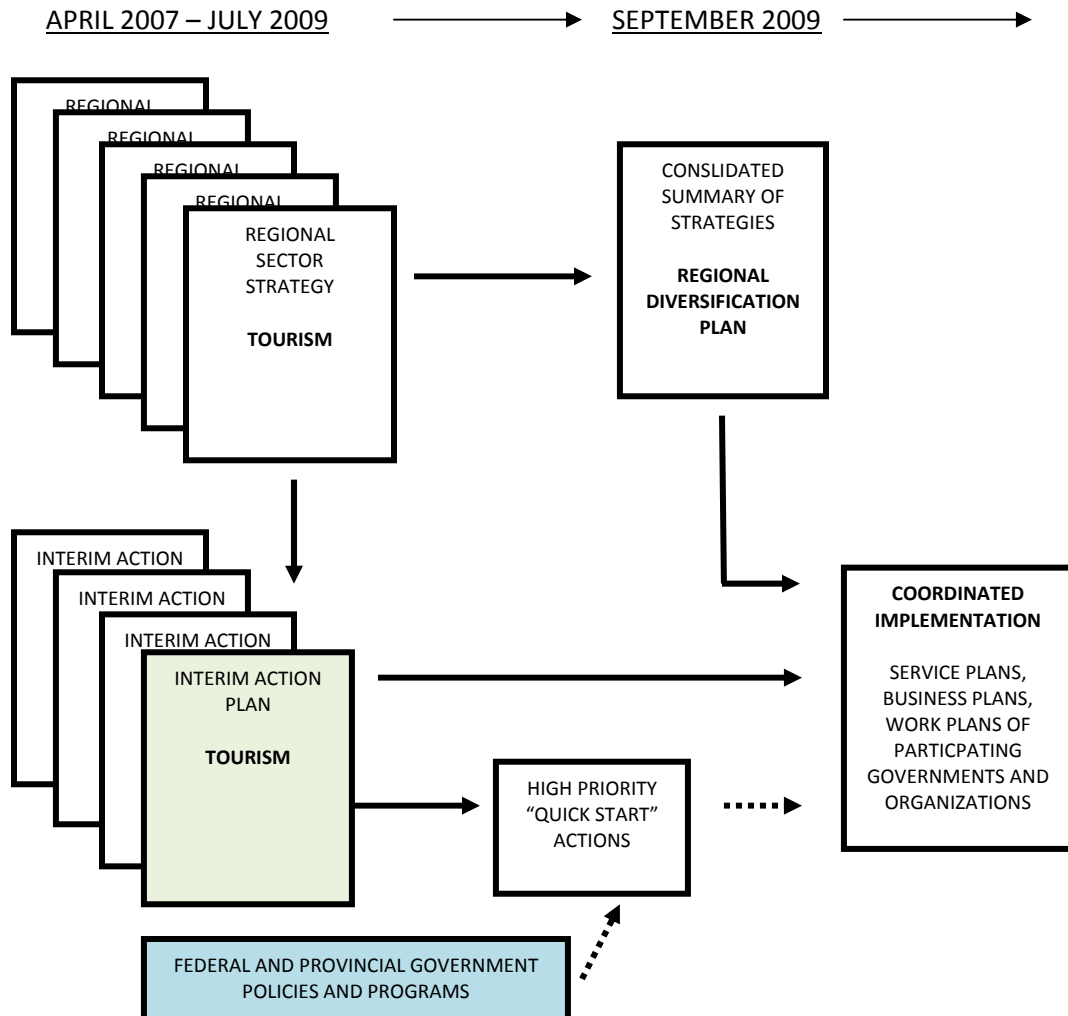 APRIL 2007 – JULY 2009
SEPTEMBER 2009
REGIONAL
REGIONAL
REGIONAL
REGIONAL
REGIONAL
SECTOR
STRATEGY
TOURISM
CONSLIDATED
SUMMARY OF
STRATEGIES
REGIONAL
DIVERSIFICATION
PLAN
INTERIM ACTION
INTERIM ACTION
INTERIM ACTION
INTERIM ACTION
PLAN
TOURISM
HIGH PRIORITY
“QUICK START”
ACTIONS
COORDINATED
IMPLEMENTATION
SERVICE PLANS,
BUSINESS PLANS,
WORK PLANS OF
PARTICPATING
GOVERNMENTS AND
ORGANIZATIONS
FEDERAL AND PROVINCIAL GOVERNMENT
POLICIES AND PROGRAMS